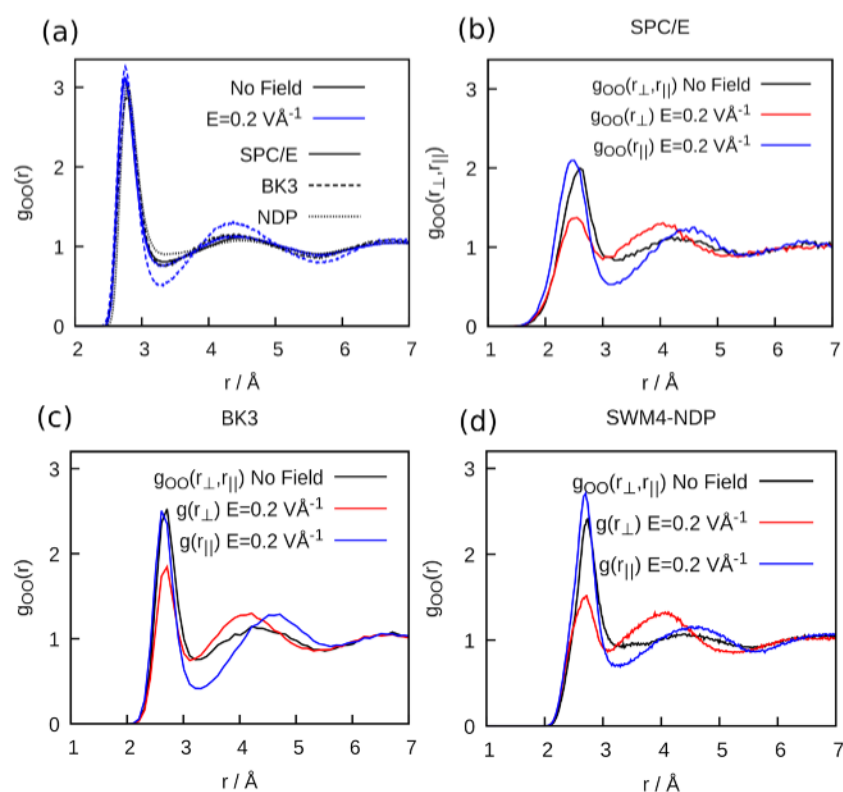 (a)
No Field
E=0.2 VÅ-1
SPC/E
BK3
NDP
gOO(r)
3
2
1
0
2 3 4 5 6 7
r / Å
(b)
SPC/E
gOO(r⊥,r||) No Field
gOO(r⊥) E=0.2 VÅ-1
gOO(r||) E=0.2 VÅ-1
gOO(r⊥,r||)
3
2
1
0
1 2 3 4 5 6 7
r / Å
(c)
BK3
gOO(r⊥,r||) No Field
g(r⊥) E=0.2 VÅ-1
g(r||) E=0.2 VÅ-1
gOO(r)
3
2
1
0
1 2 3 4 5 6 7
r / Å
(d)
SWM4-NDP
gOO(r⊥,r||) No Field
g(r⊥) E=0.2 VÅ-1
g(r||) E=0.2 VÅ-1
gOO(r)
3
2
1
0
1 2 3 4 5 6 7
r / Å